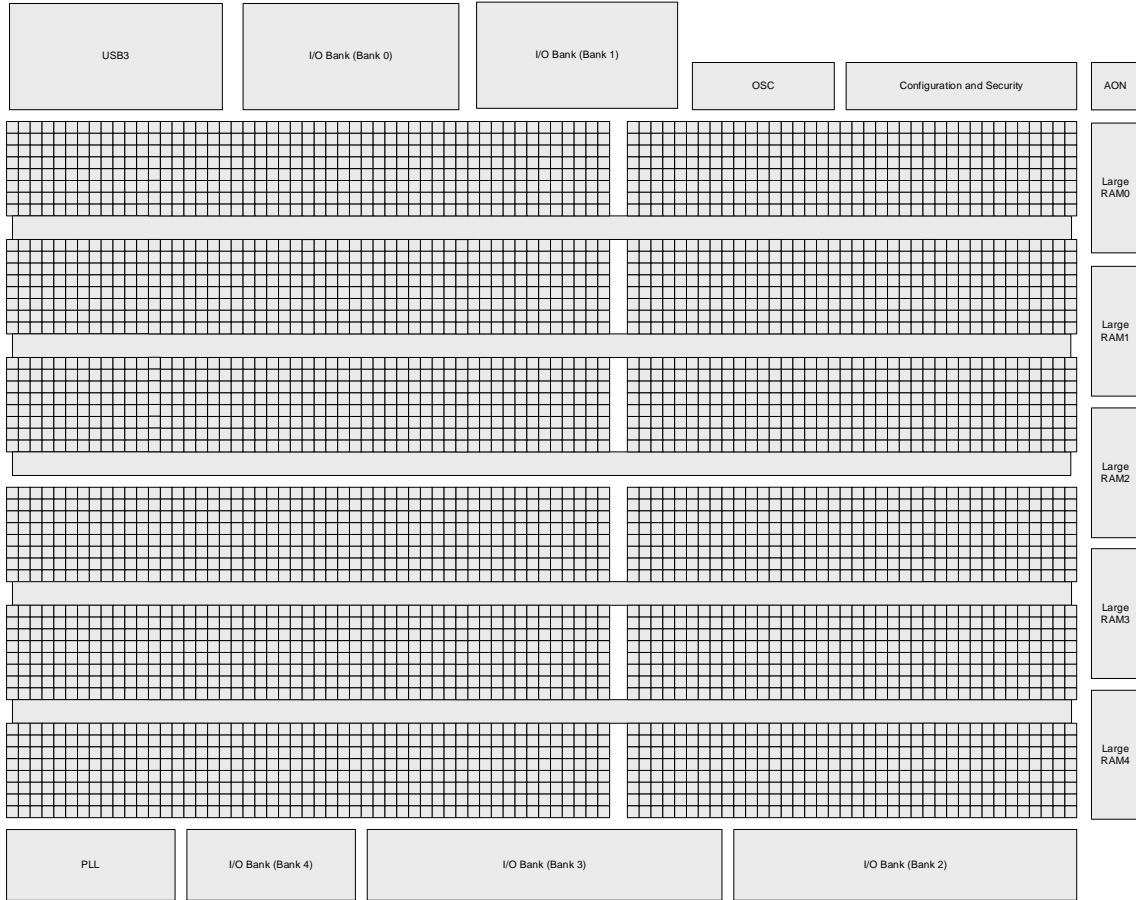 USB3
I/O Bank (Bank 0)
I/O Bank (Bank 1)
OSC
Configuration and Security
AON
Large
RAM0
Large
RAM1
Large
RAM2
Large
RAM3
Large
RAM4
PLL
I/O Bank (Bank 4)
I/O Bank (Bank 3)
I/O Bank (Bank 2)